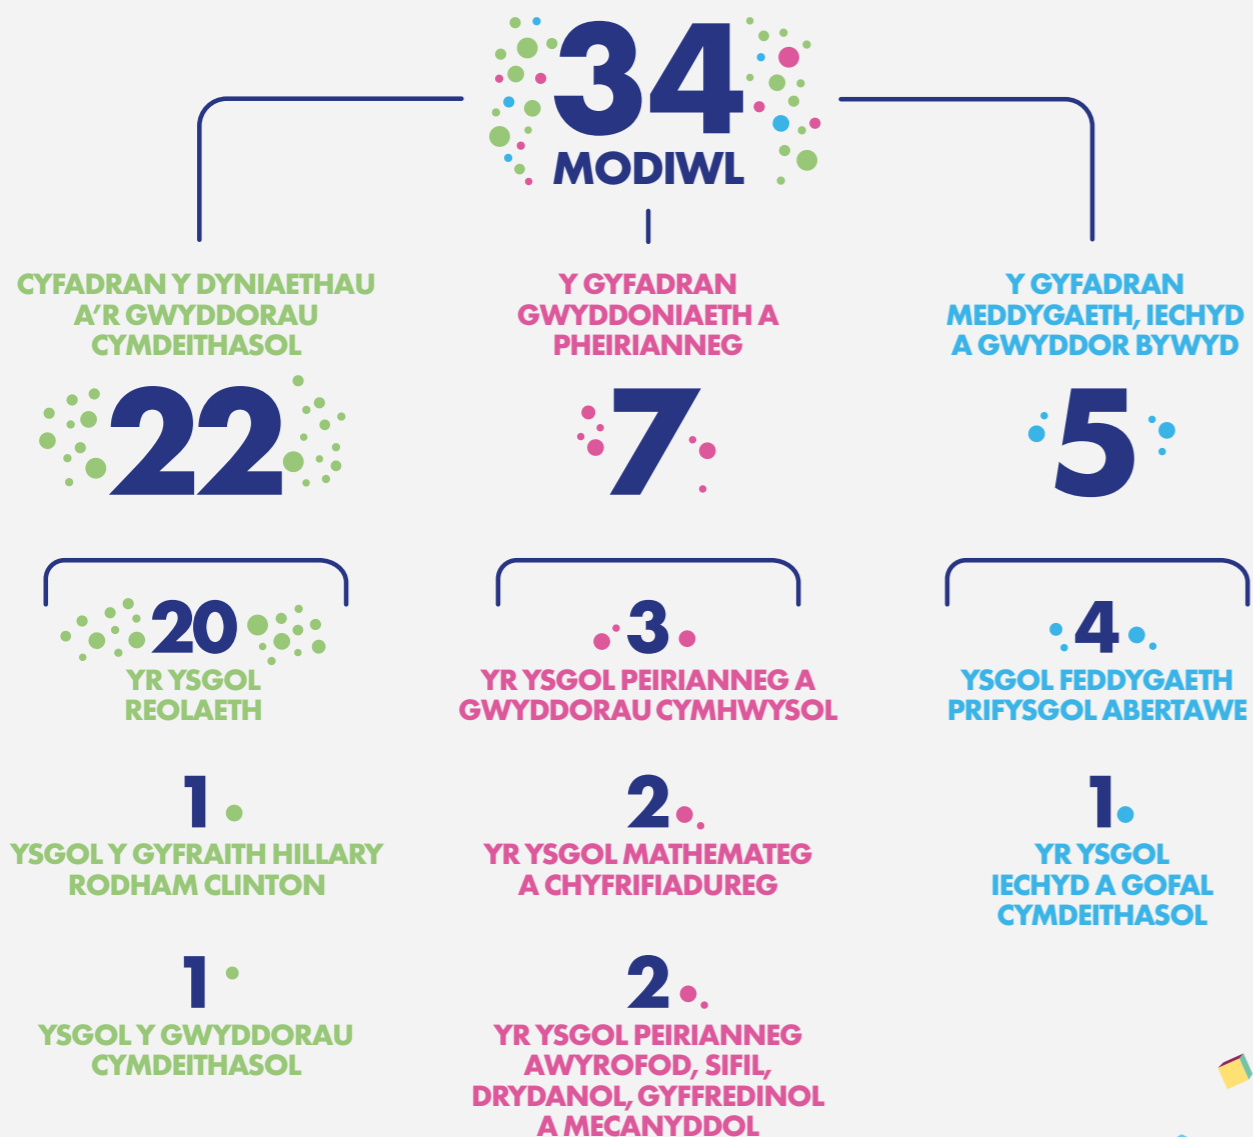 34
MODIWL
CYFADRAN Y DYNIAETHAU
A'R GWYDDORAU
CYMDEITHASOL
22
20
YR YSGOL
REOLAETH
1
YSGOL Y GYFRAITH HILLARY
RODHAM CLINTON
1
YSGOL Y GWYDDORAU
CYMDEITHASOL
Y GYFADRAN
GWYDDONIAETH A
PHEIRIANNEG
7
3
YR YSGOL PEIRIANNEG A
GWYDDORAU CYMHWYSOL
2
YR YSGOL MATHEMATEG
A CHYFRIFIADUREG
2
YR YSGOL PEIRIANNEG
AWYROFOD, SIFIL,
DRYDANOL, GYFFREDINOL
A MECANYDDOL
Y GYFADRAN
MEDDYGAETH, IECHYD
A GWYDDOR BYWYD
5
4
YSGOL FEDDYGAETH
PRIFYSGOL ABERTAWE
1
YR YSGOL
IECHYD A GOFAL
CYMDEITHASOL